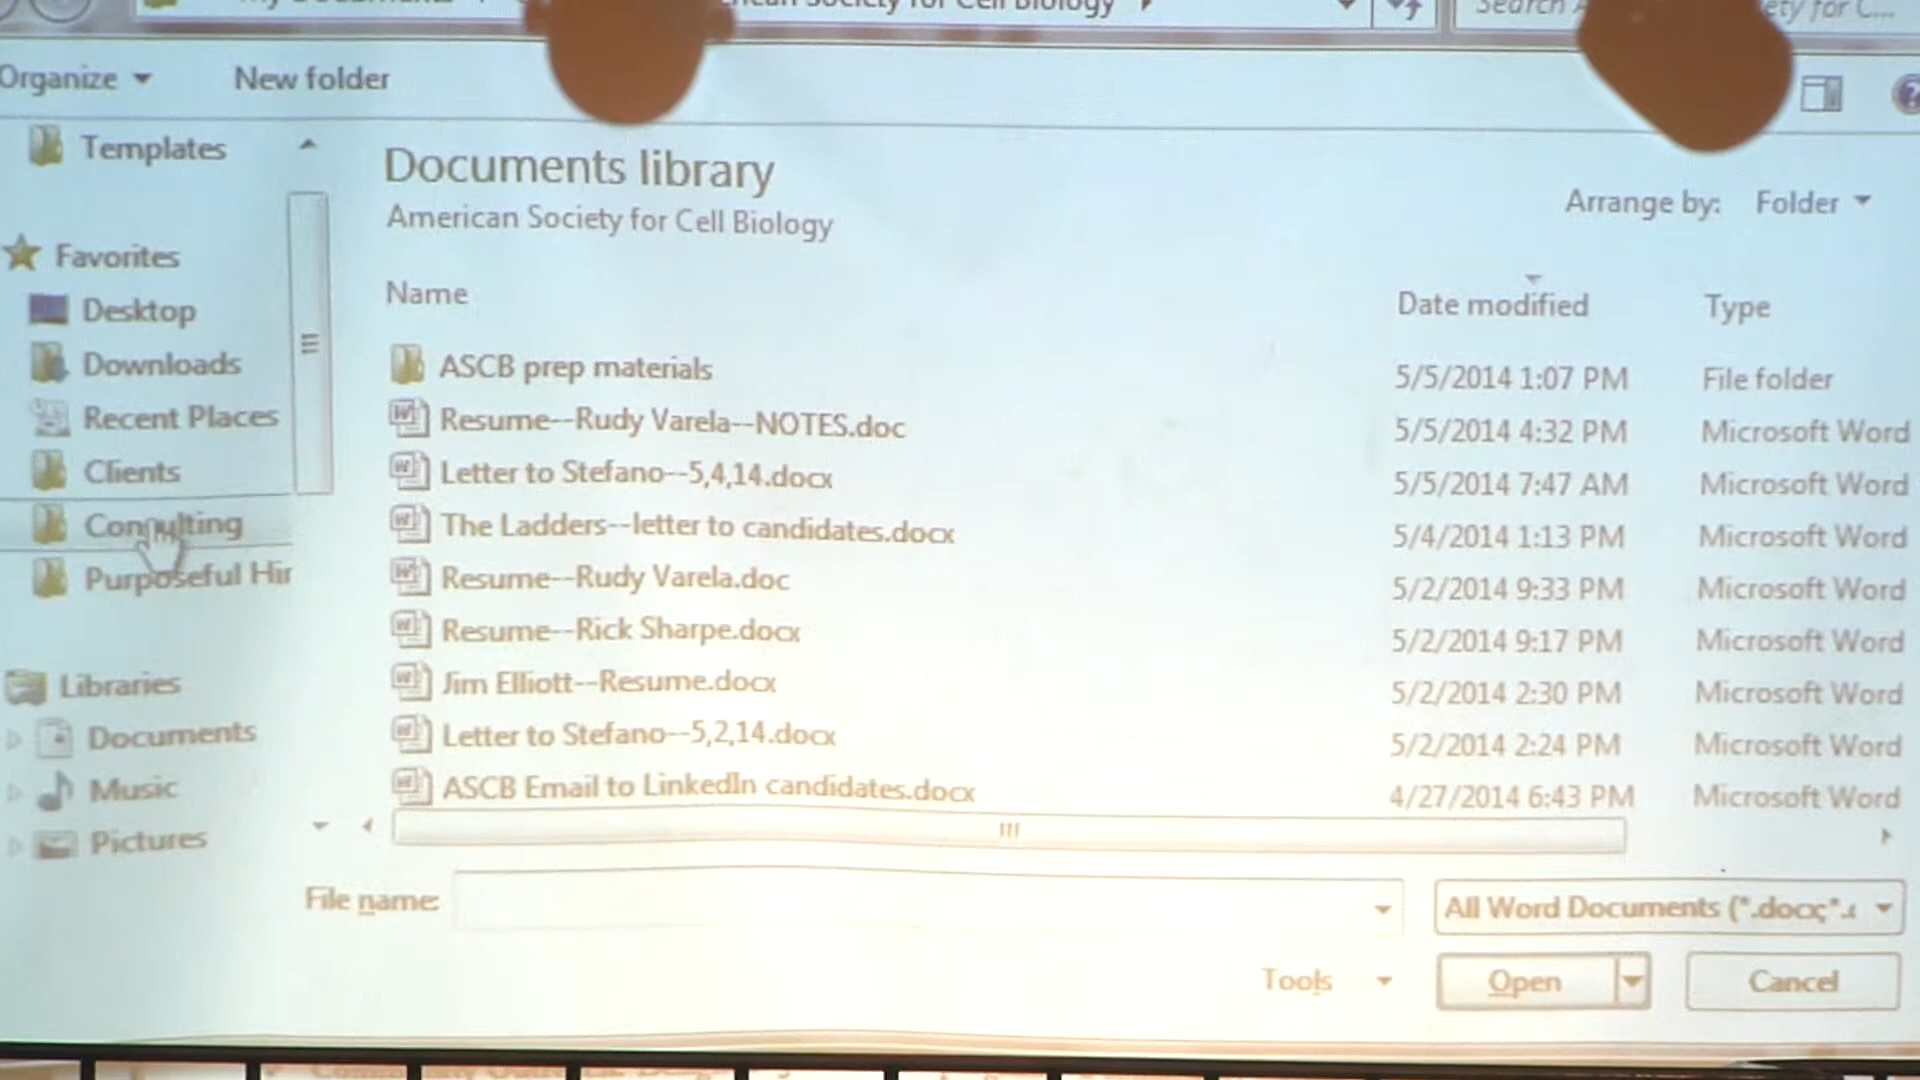 Society for Cell Biology
Search
ety for C...
Organize
New folder
Templates
Favorites
Desktop
Downloads
Recent Places
Clients
Consulting
Purposeful Hir
Libraries
Documents
Music
Pictures
Documents library
American Society for Cell Biology
Arrange by: Folder
Name Date modified Type
ASCB prep materials 5/5/2014 1:07 PM File folder
Resume--Rudy Varela--NOTES.doc 5/5/2014 4:32 PM Microsoft Word
Letter to Stefano--5,4,14.docx 5/5/2014 7:47 AM Microsoft Word
The Ladders--letter to candidates.docx 5/4/2014 1:13 PM Microsoft Word
Resume--Rudy Varela.doc 5/2/2014 9:33 PM Microsoft Word
Resume--Rick Sharpe.docx 5/2/2014 9:17 PM Microsoft Word
Jim Elliott--Resume.docx 5/2/2014 2:30 PM Microsoft Word
Letter to Stefano--5,2,14.docx 5/2/2014 2:24 PM Microsoft Word
ASCB Email to LinkedIn candidates.docx 4/27/2014 6:43 PM Microsoft Word
File name:
All Word Documents (*.docx;*.c
Tools
Open
Cancel